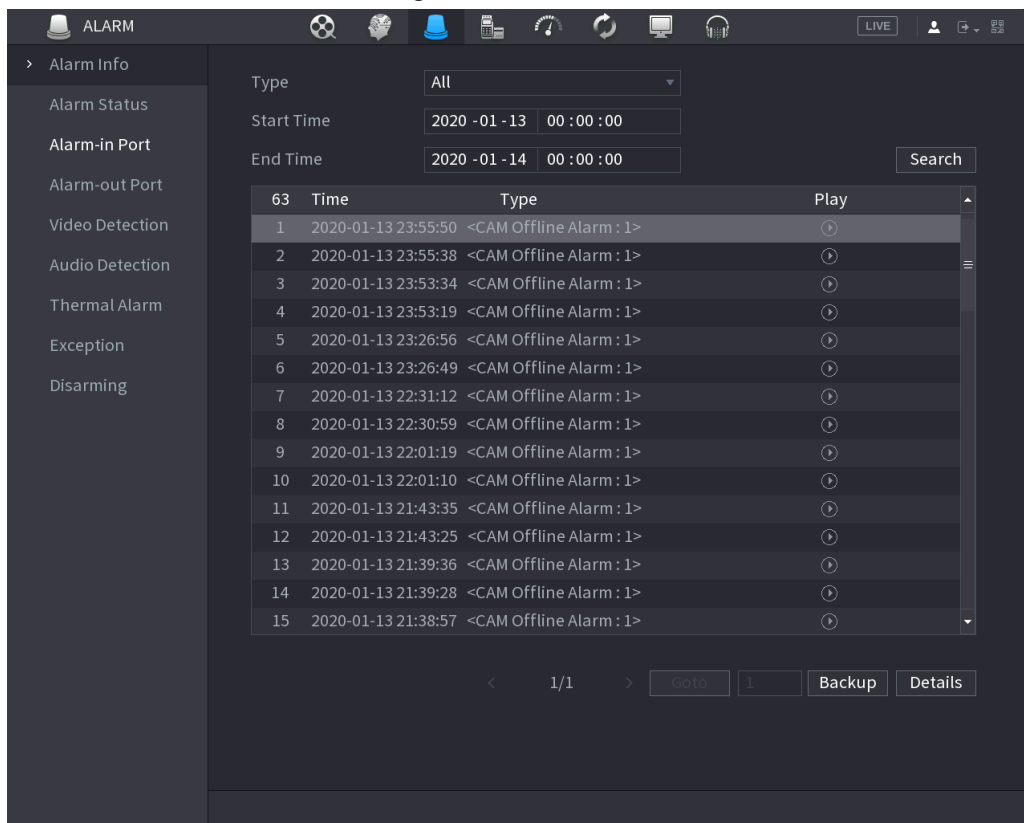 ALARM
LIVE
Alarm Info
Alarm Status
Alarm-in Port
Alarm-out Port
Video Detection
Audio Detection
Thermal Alarm
Exception
Disarming
Type All
Start Time 2020 -01 -13 00 :00 :00
End Time 2020 -01 -14 00 :00 :00
Search
63 Time Type Play
1 2020-01-13 23:55:50 <CAM Offline Alarm : 1>
2 2020-01-13 23:55:38 <CAM Offline Alarm : 1>
3 2020-01-13 23:53:34 <CAM Offline Alarm : 1>
4 2020-01-13 23:53:19 <CAM Offline Alarm : 1>
5 2020-01-13 23:26:56 <CAM Offline Alarm : 1>
6 2020-01-13 23:26:49 <CAM Offline Alarm : 1>
7 2020-01-13 22:31:12 <CAM Offline Alarm : 1>
8 2020-01-13 22:30:59 <CAM Offline Alarm : 1>
9 2020-01-13 22:01:19 <CAM Offline Alarm : 1>
10 2020-01-13 22:01:10 <CAM Offline Alarm : 1>
11 2020-01-13 21:43:35 <CAM Offline Alarm : 1>
12 2020-01-13 21:43:25 <CAM Offline Alarm : 1>
13 2020-01-13 21:39:36 <CAM Offline Alarm : 1>
14 2020-01-13 21:39:28 <CAM Offline Alarm : 1>
15 2020-01-13 21:38:57 <CAM Offline Alarm : 1>
< 1/1 > Goto 1 Backup Details